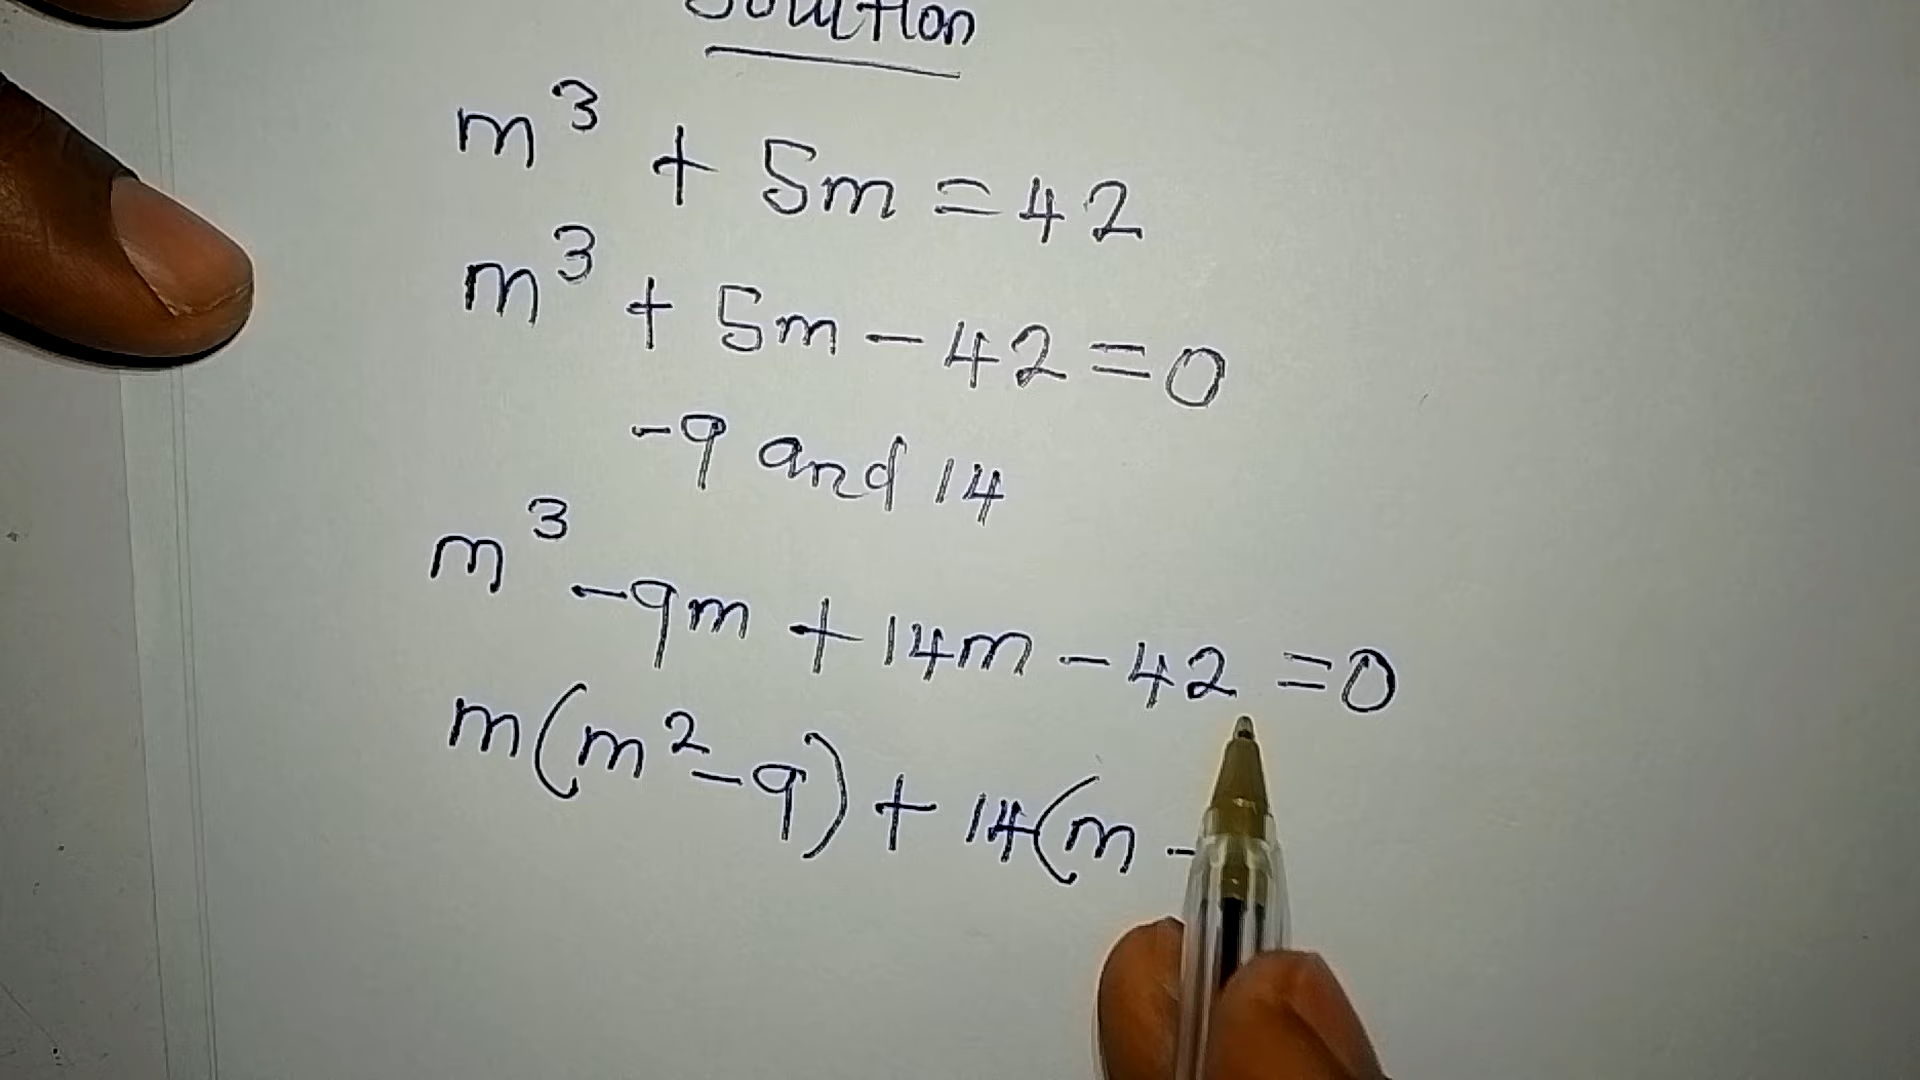 Solution
m³ + 5m = 42
m³ + 5m - 42 = 0
-9 and 14
m³ - 9m + 14m - 42 = 0
m(m² - 9) + 14(m -